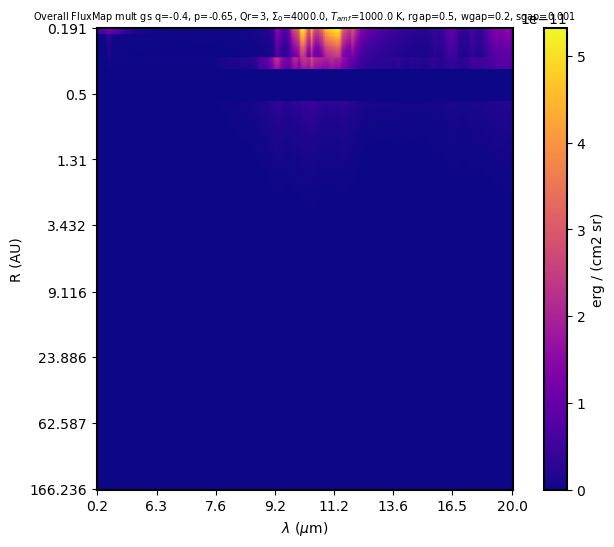 Overall FluxMap mult gs q=-0.4, p=-0.65, Qr=3, Σ₀=4000.0, T_amf=1000.0 K, rgap=0.5, wgap=0.2, sgap=0.001
0.191
0.5
1.31
3.432
9.116
23.886
62.587
166.236
R (AU)
0.2 6.3 7.6 9.2 11.2 13.6 16.5 20.0
λ (μm)
5
4
3
2
1
0
erg / (cm2 sr)